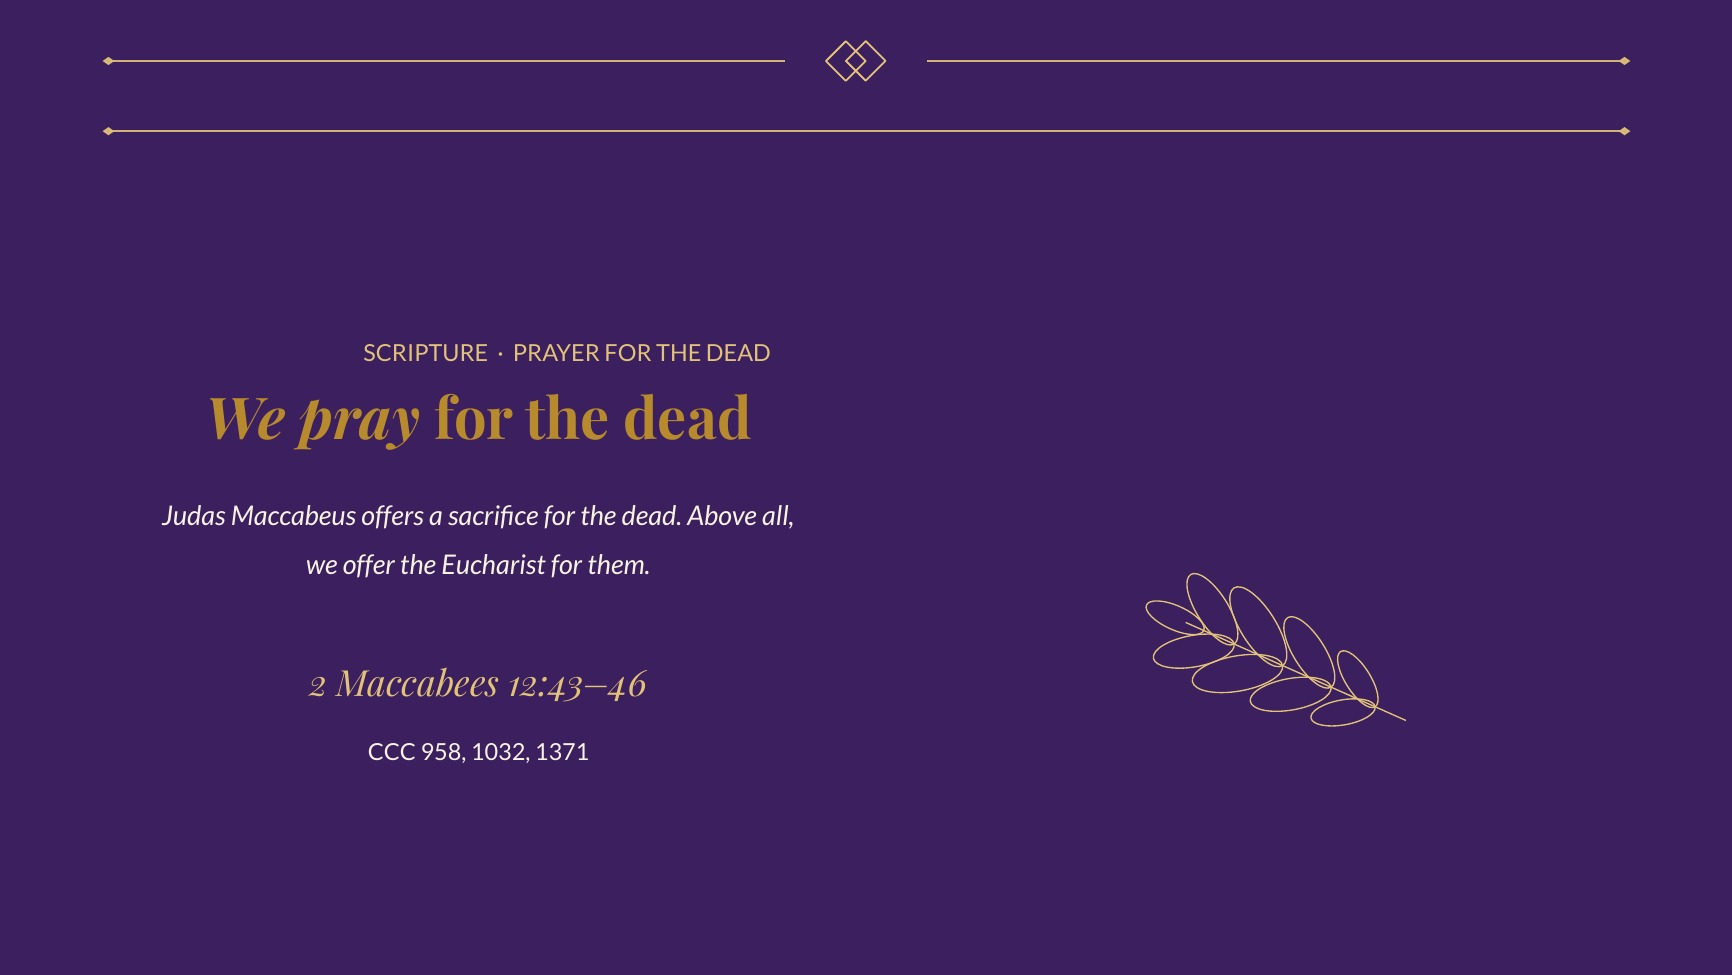 SCRIPTURE · PRAYER FOR THE DEAD
We pray for the dead
Judas Maccabeus offers a sacrifice for the dead. Above all,
we offer the Eucharist for them.
2 Maccabees 12:43–46
CCC 958, 1032, 1371